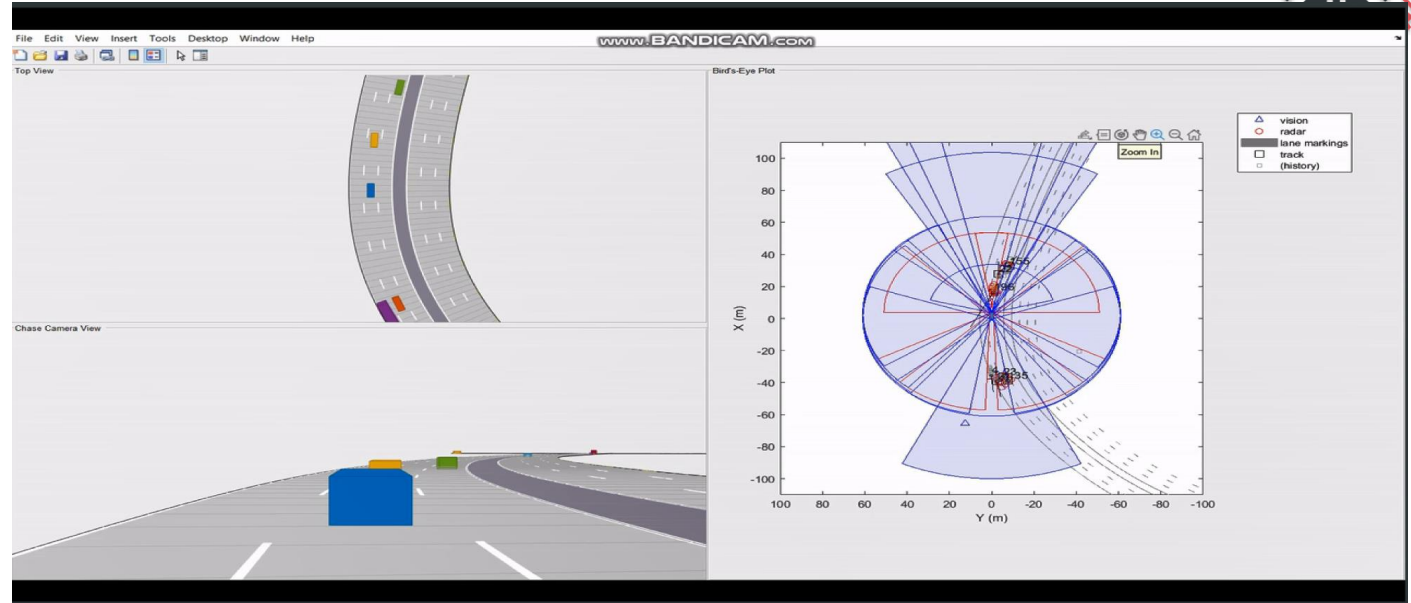 www.BANDICAM.com
File Edit View Insert Tools Desktop Window Help
Top View
Chase Camera View
Bird's-Eye Plot
Zoom In
vision
radar
lane markings
track
(history)
100
80
60
40
20
0
-20
-40
-60
-80
-100
X (m)
100 80 60 40 20 0 -20 -40 -60 -80 -100
Y (m)